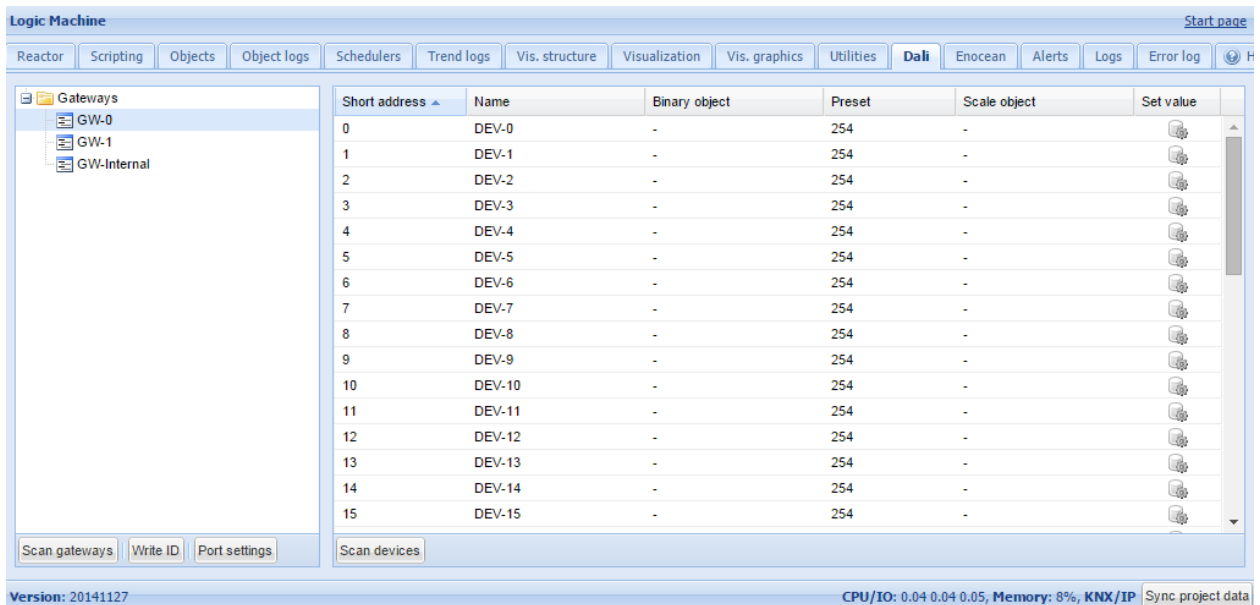 Logic Machine Start page
Reactor Scripting Objects Object logs Schedulers Trend logs Vis. structure Visualization Vis. graphics Utilities Dali Enocean Alerts Logs Error log H
Gateways
GW-0
GW-1
GW-Internal
Short address Name Binary object Preset Scale object Set value
0 DEV-0 - 254 -
1 DEV-1 - 254 -
2 DEV-2 - 254 -
3 DEV-3 - 254 -
4 DEV-4 - 254 -
5 DEV-5 - 254 -
6 DEV-6 - 254 -
7 DEV-7 - 254 -
8 DEV-8 - 254 -
9 DEV-9 - 254 -
10 DEV-10 - 254 -
11 DEV-11 - 254 -
12 DEV-12 - 254 -
13 DEV-13 - 254 -
14 DEV-14 - 254 -
15 DEV-15 - 254 -
Scan gateways Write ID Port settings Scan devices
Version: 20141127 CPU/IO: 0.04 0.04 0.05, Memory: 8%, KNX/IP Sync project data